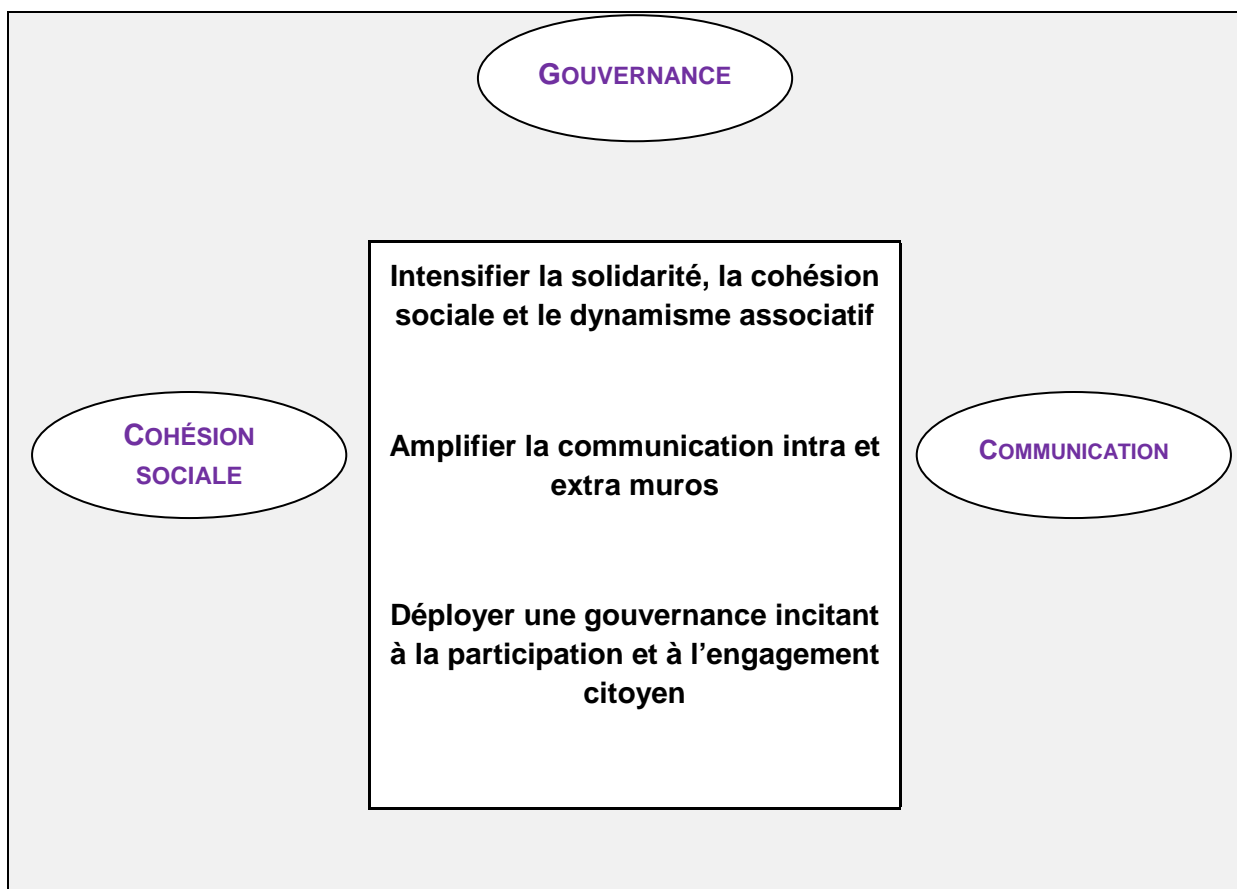 GOUVERNANCE
Intensifier la solidarité, la cohésion
sociale et le dynamisme associatif
COHÉSION
SOCIALE
Amplifier la communication intra et
extra muros
COMMUNICATION
Déployer une gouvernance incitant
à la participation et à l’engagement
citoyen